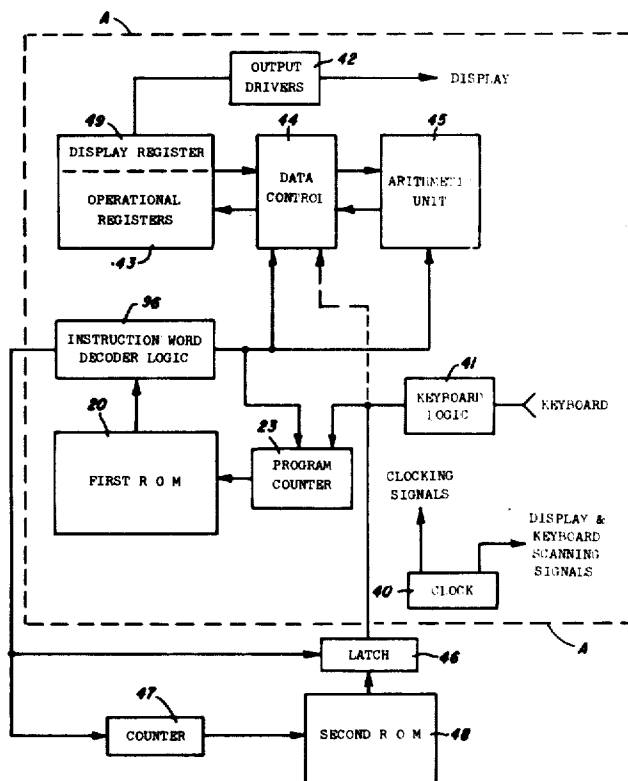 A
42
OUTPUT
DRIVERS
DISPLAY
49
DISPLAY REGISTER
OPERATIONAL
REGISTERS
43
44
DATA
CONTROL
45
ARITHMETIC
UNIT
96
INSTRUCTION WORD
DECODER LOGIC
41
KEYBOARD
LOGIC
KEYBOARD
20
FIRST R O M
23
PROGRAM
COUNTER
CLOCKING
SIGNALS
DISPLAY &
KEYBOARD
SCANNING
SIGNALS
40
CLOCK
A
LATCH
46
47
COUNTER
SECOND R O M
48